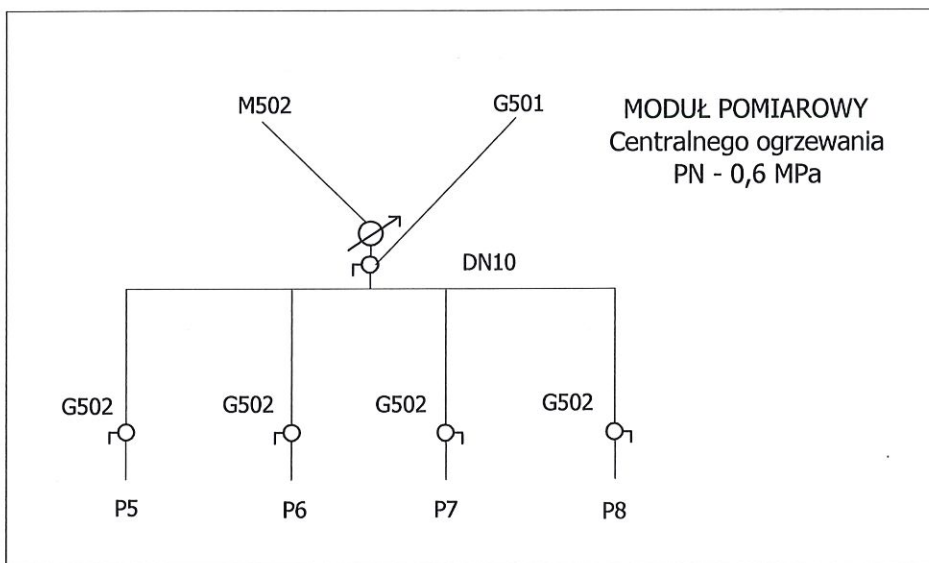 M502
G501
MODUŁ POMIAROWY
Centralnego ogrzewania
PN - 0,6 MPa
DN10
G502
G502
G502
G502
P5
P6
P7
P8